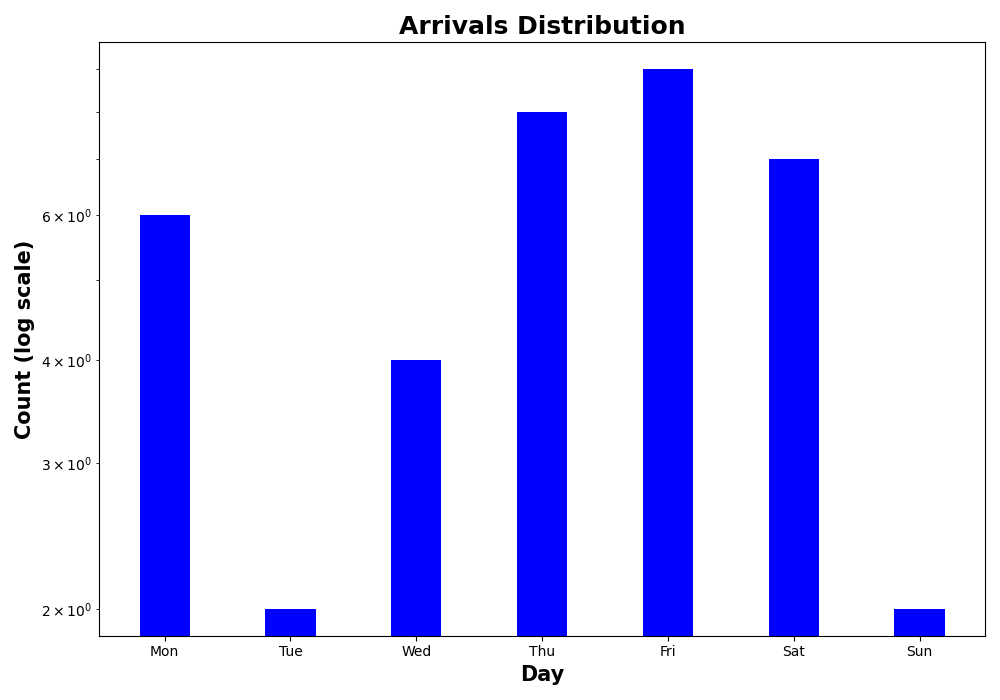 Arrivals Distribution
Count (log scale)
6 × 10⁰
4 × 10⁰
3 × 10⁰
2 × 10⁰
Mon Tue Wed Thu Fri Sat Sun
Day